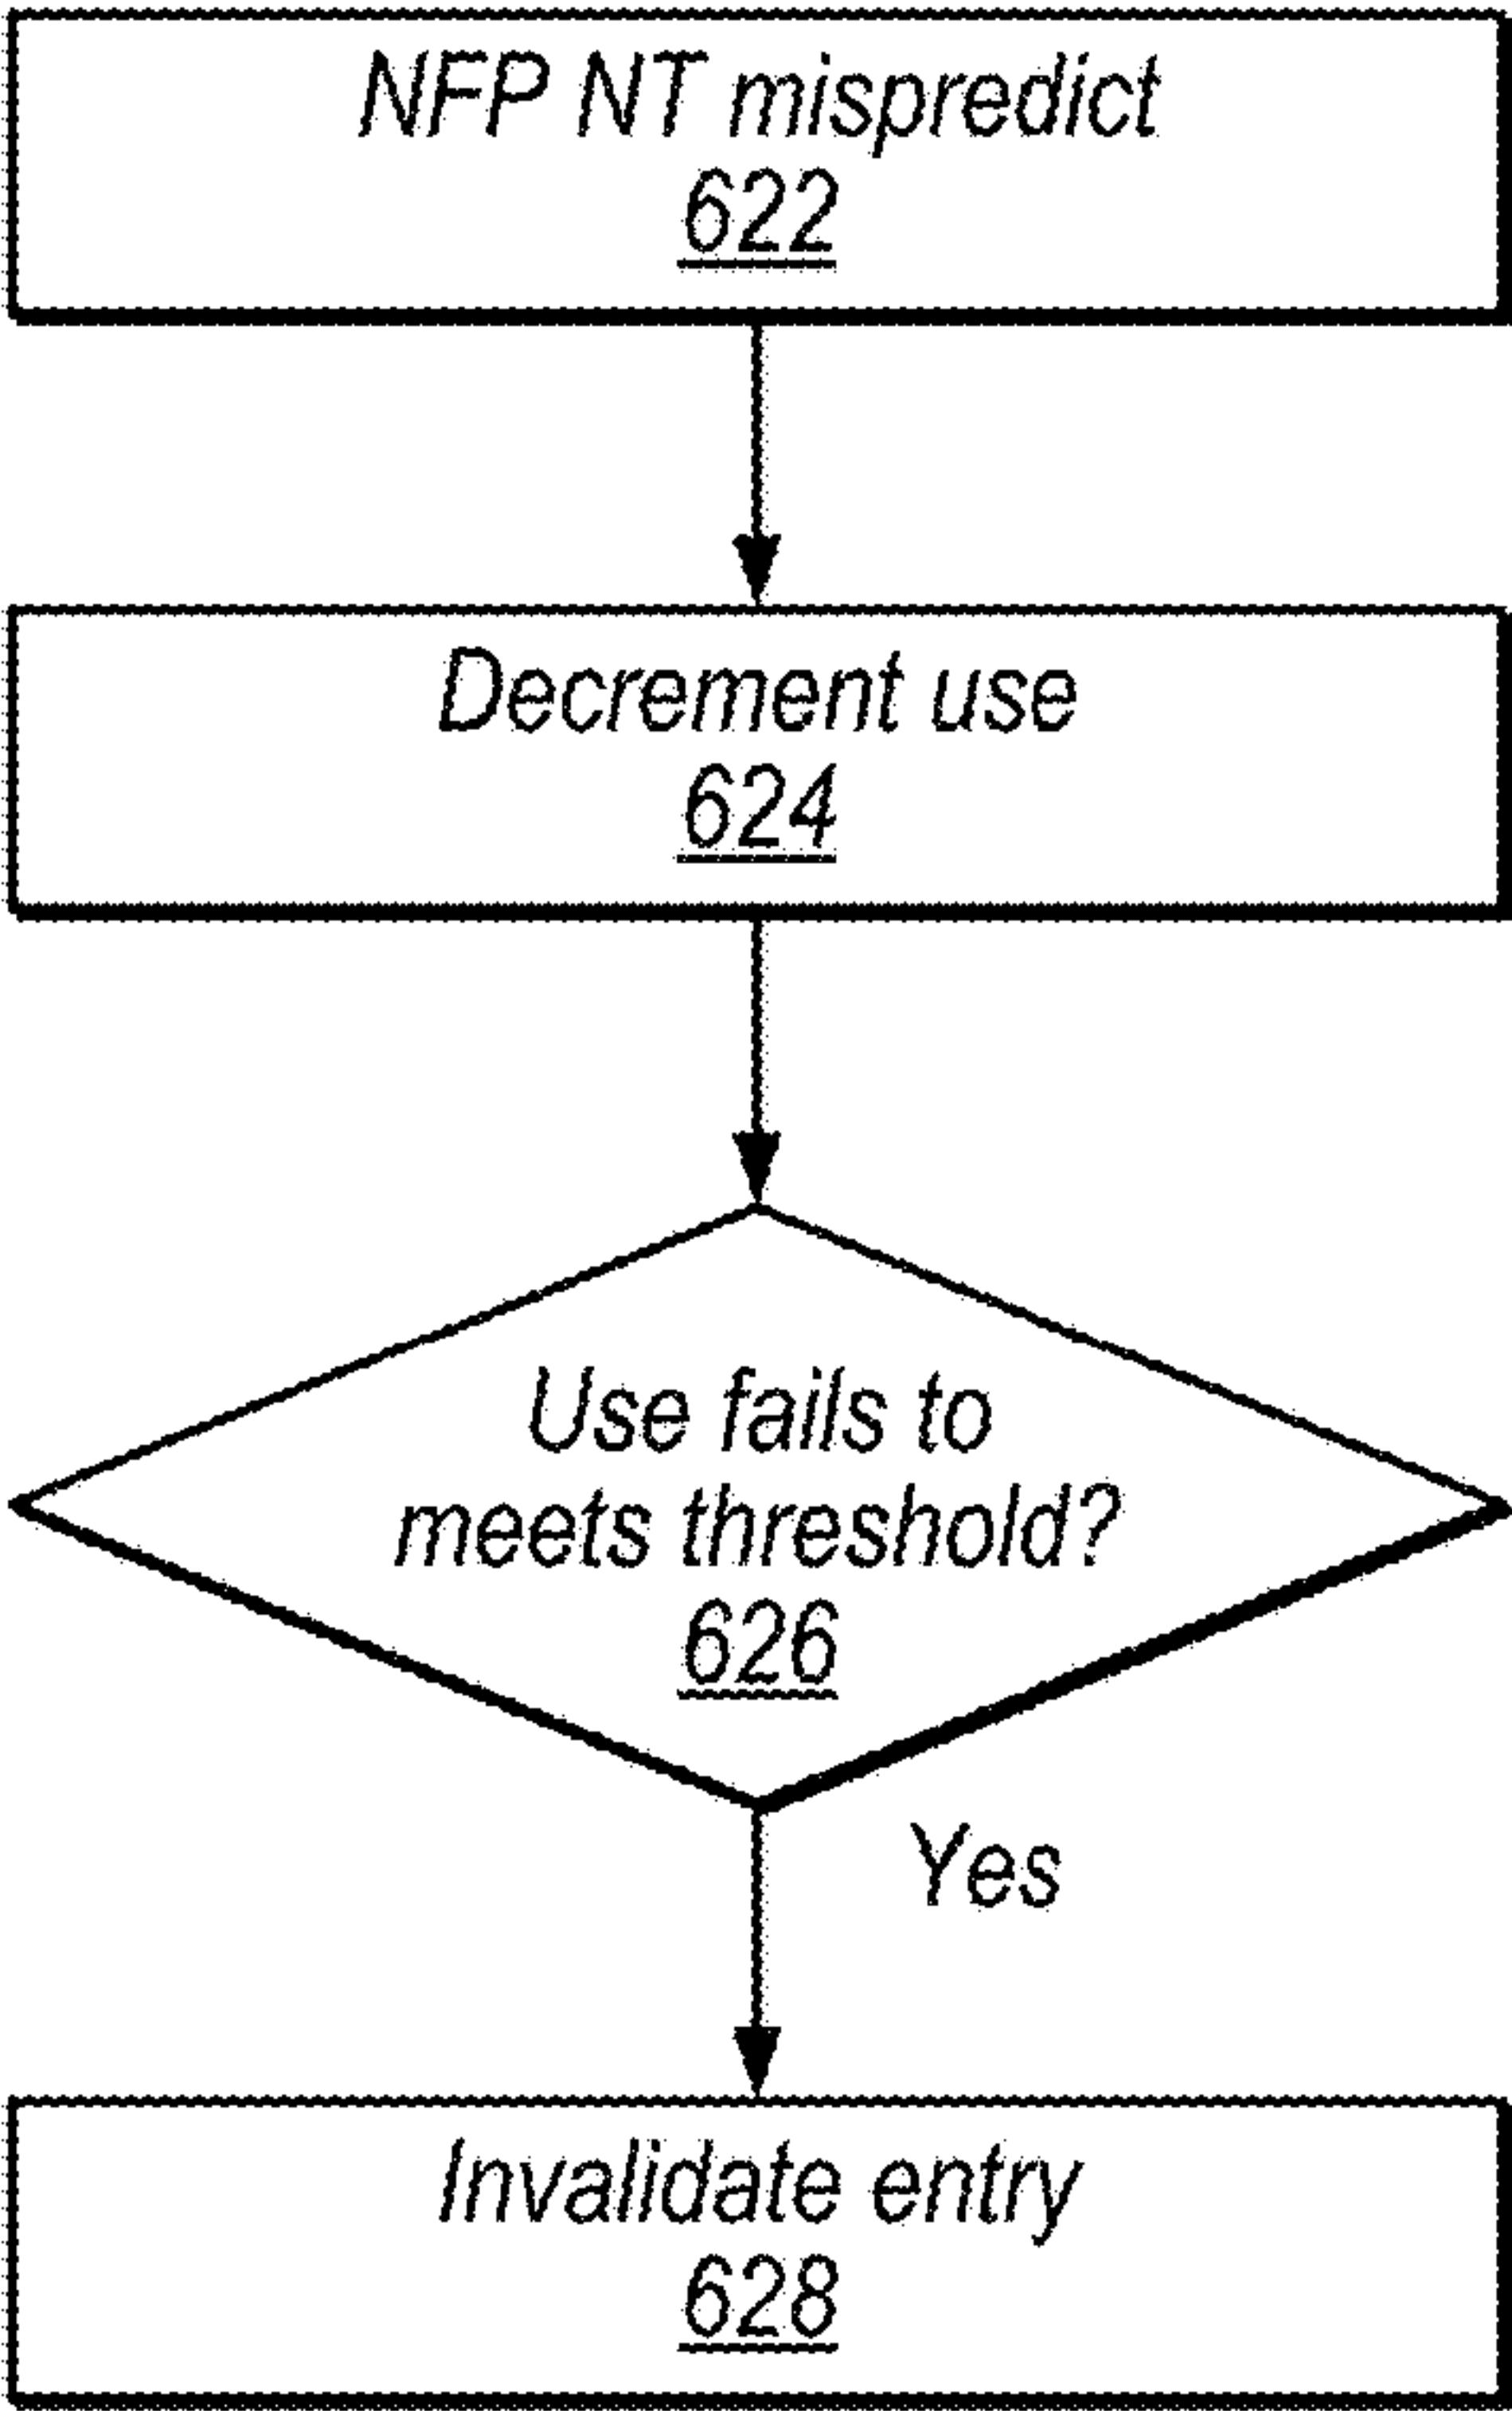 NFP NT mispredict
622
Decrement use
624
Use fails to
meets threshold?
626
Yes
Invalidate entry
628